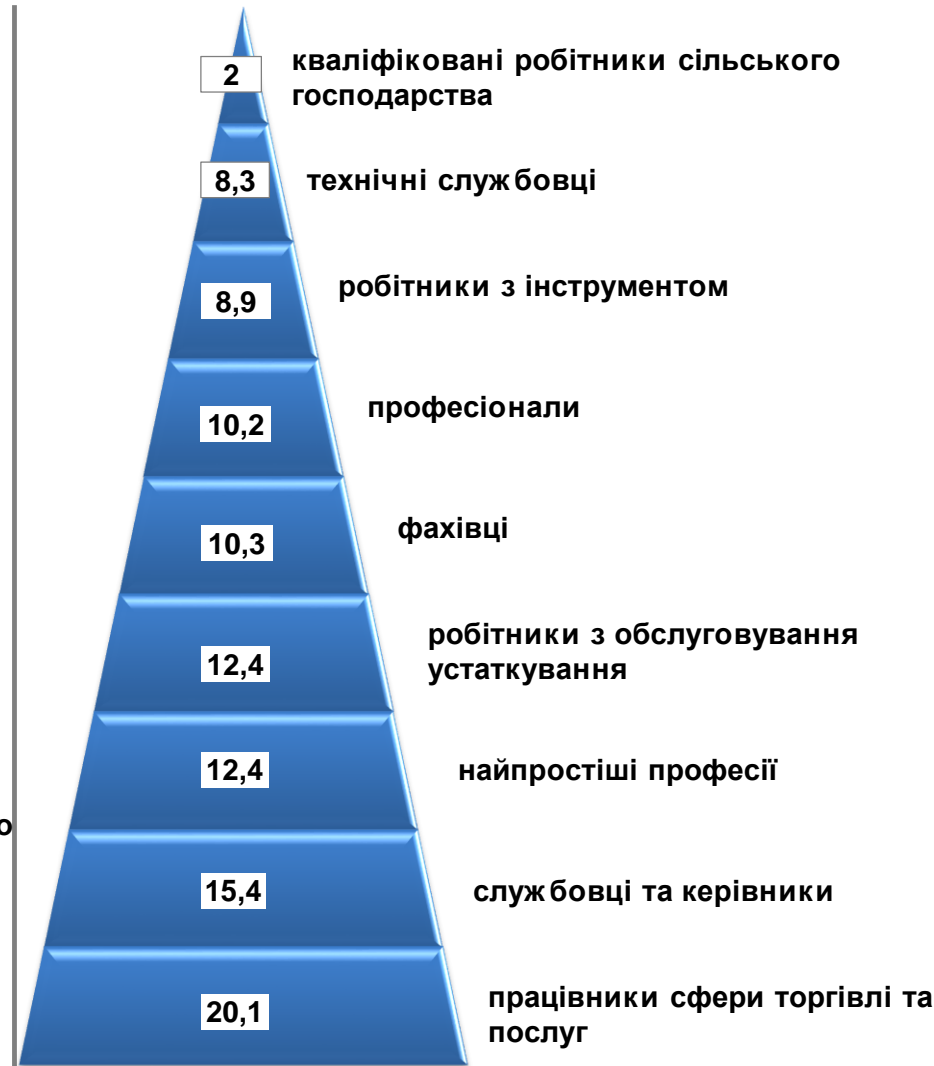 2
кваліфіковані робітники сільського
господарства
8,3
технічні службовці
8,9
робітники з інструментом
10,2
професіонали
10,3
фахівці
12,4
робітники з обслуговування
устаткування
12,4
найпростіші професії
о
15,4
службовці та керівники
20,1
працівники сфери торгівлі та
послуг